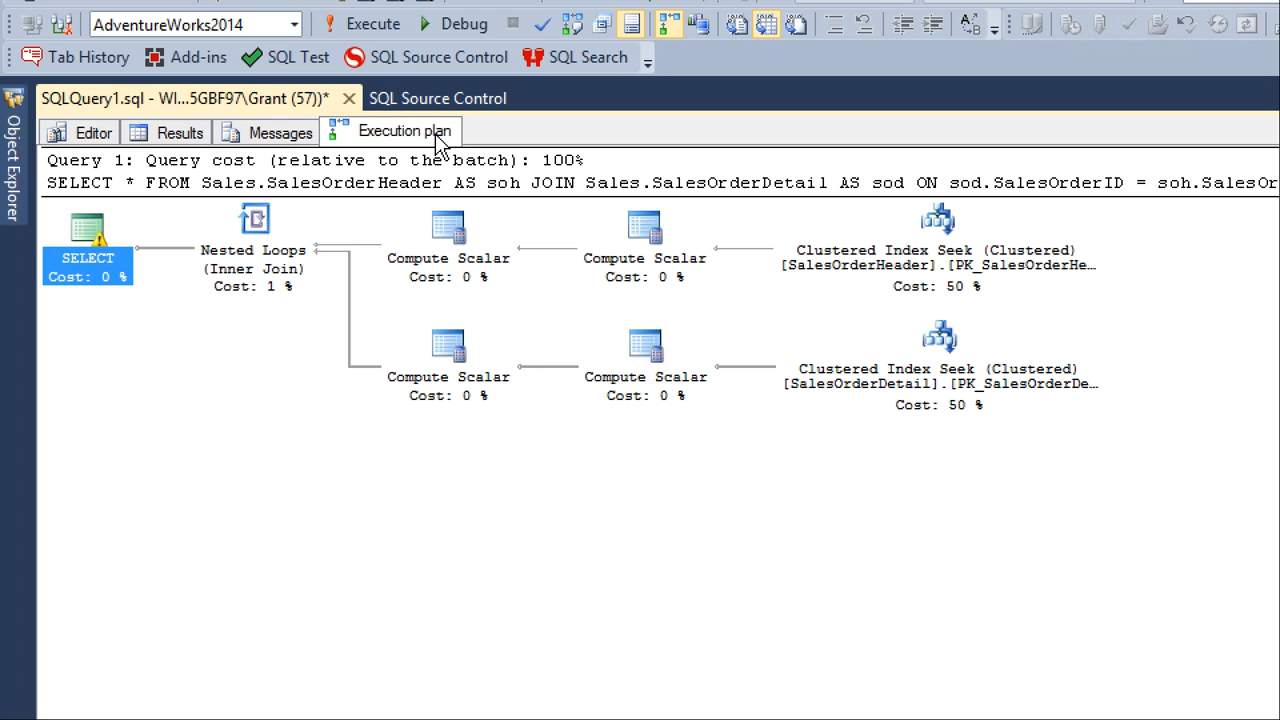 AdventureWorks2014
Execute
Debug
Tab History
Add-ins
SQL Test
SQL Source Control
SQL Search
Object Explorer
SQLQuery1.sql - WI...5GBF97\Grant (57))*
SQL Source Control
Editor
Results
Messages
Execution plan
Query 1: Query cost (relative to the batch): 100%
SELECT * FROM Sales.SalesOrderHeader AS soh JOIN Sales.SalesOrderDetail AS sod ON sod.SalesOrderID = soh.SalesOr
SELECT
Cost: 0 %
Nested Loops
(Inner Join)
Cost: 1 %
Compute Scalar
Cost: 0 %
Compute Scalar
Cost: 0 %
Clustered Index Seek (Clustered)
[SalesOrderHeader].[PK_SalesOrderHe…
Cost: 50 %
Compute Scalar
Cost: 0 %
Compute Scalar
Cost: 0 %
Clustered Index Seek (Clustered)
[SalesOrderDetail].[PK_SalesOrderDe…
Cost: 50 %